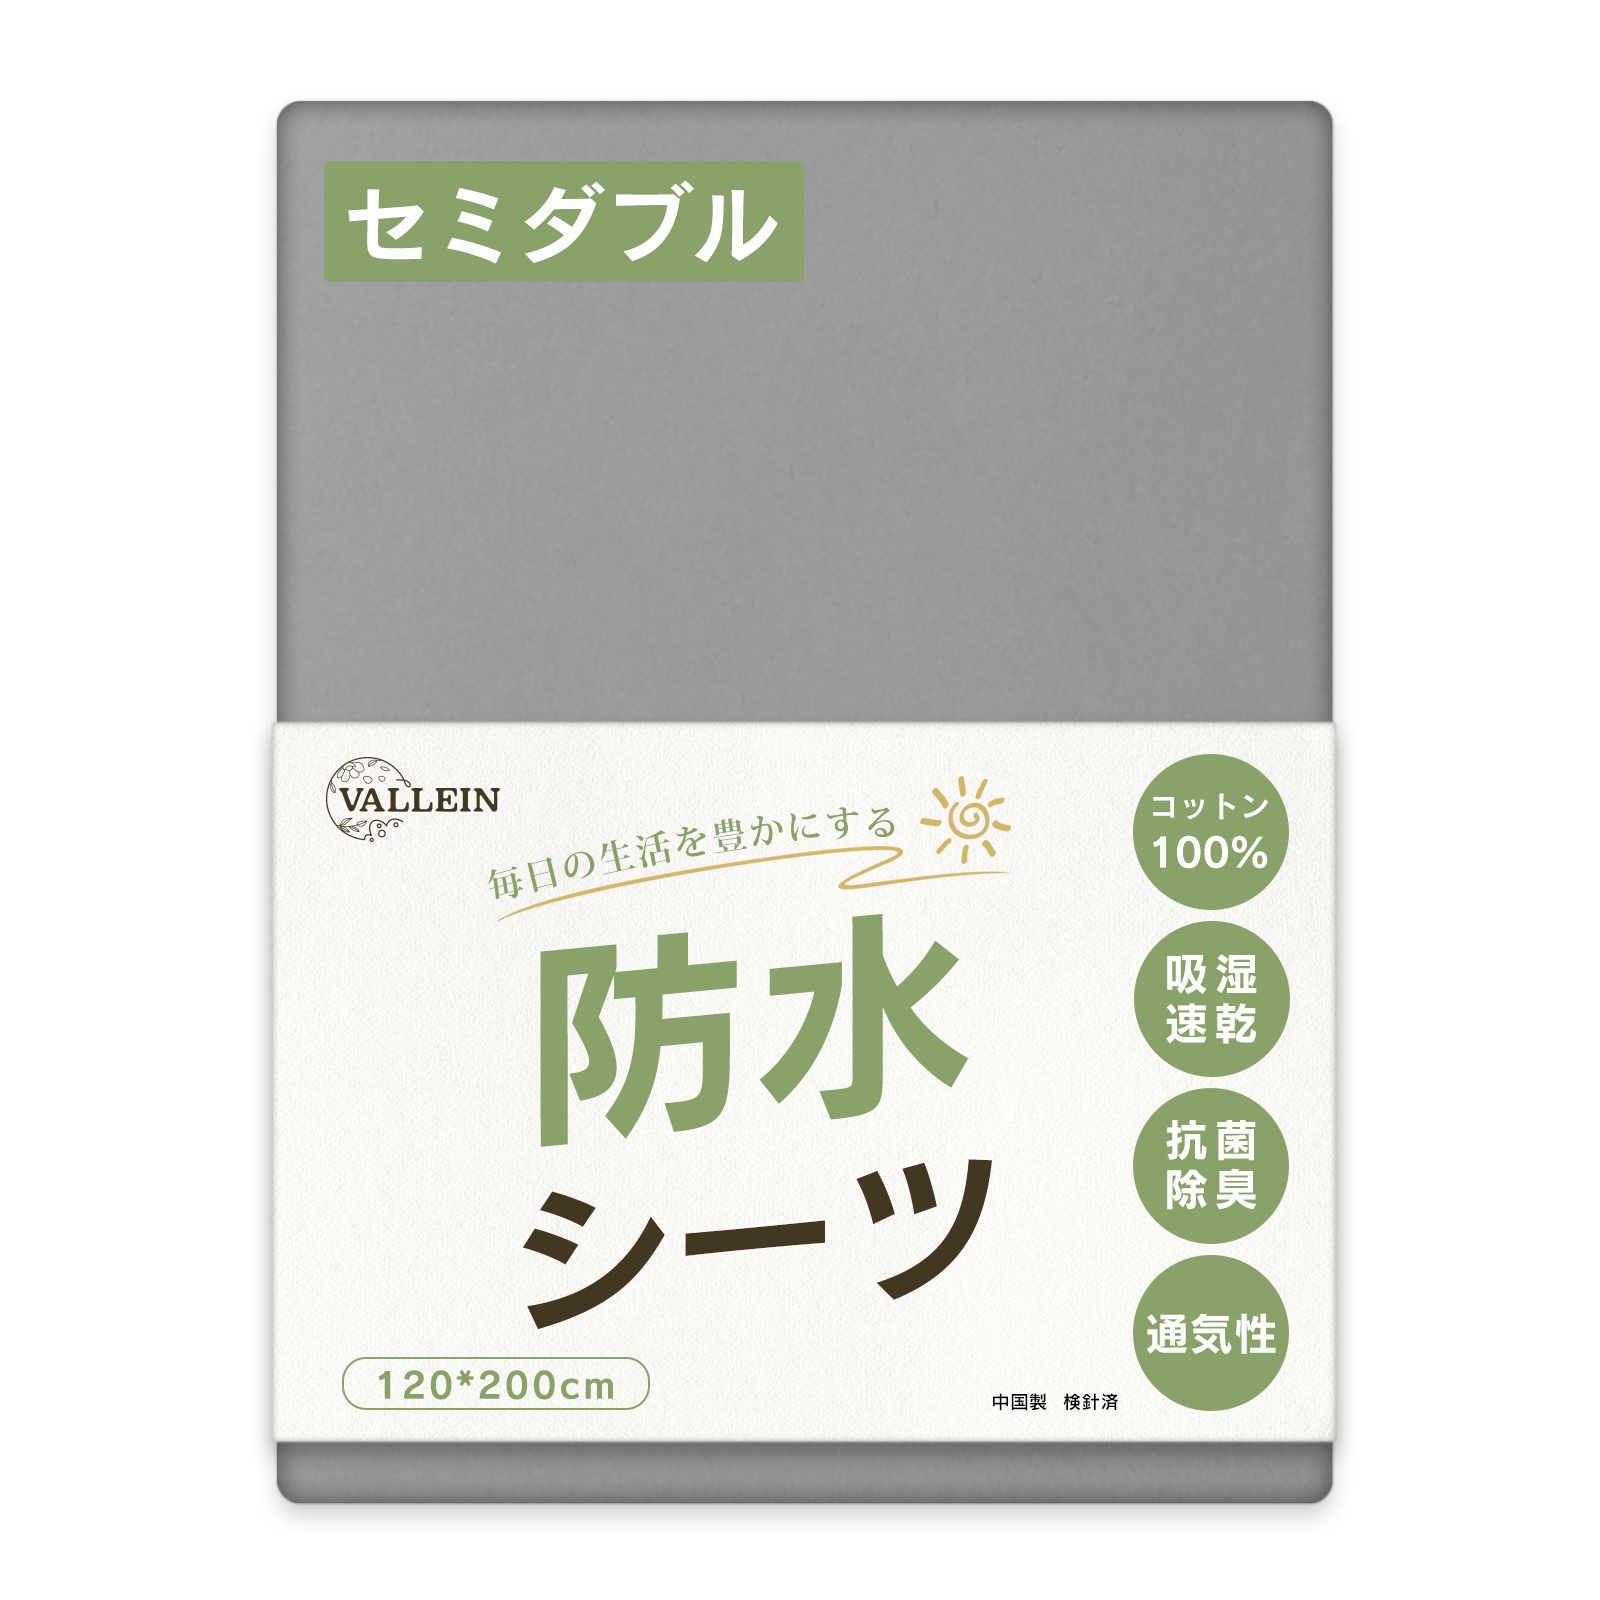 セミダブル
VALLEIN
毎日の生活を豊かにする
防水
シーツ
コットン
100%
吸湿
速乾
抗菌
除臭
通気性
120*200cm
中国製 検針済